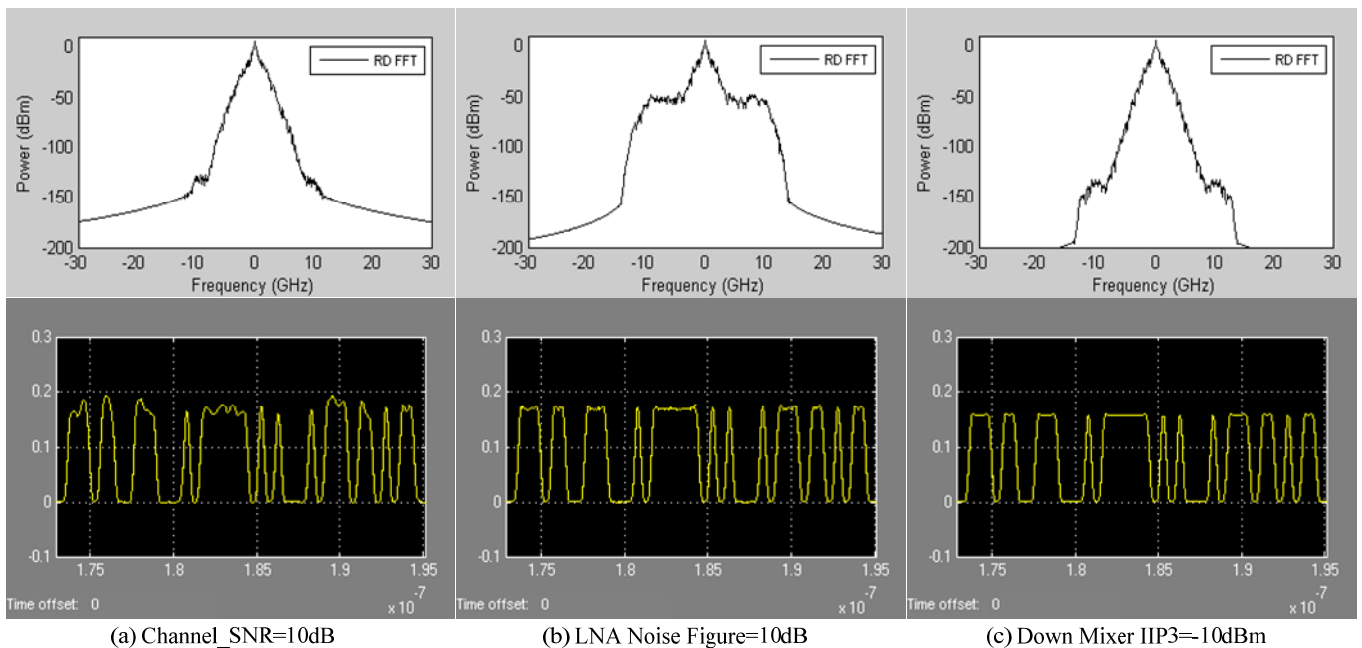 0
-50
-100
-150
-200
Power (dBm)
RD FFT
-30 -20 -10 0 10 20 30
Frequency (GHz)
0
-50
-100
-150
-200
Power (dBm)
RD FFT
-30 -20 -10 0 10 20 30
Frequency (GHz)
0
-50
-100
-150
-200
Power (dBm)
RD FFT
-30 -20 -10 0 10 20 30
Frequency (GHz)
0.3
0.2
0.1
0
-0.1
1.75 1.8 1.85 1.9 1.95
x 10-7
Time offset: 0
0.3
0.2
0.1
0
-0.1
1.75 1.8 1.85 1.9 1.95
x 10-7
Time offset: 0
0.3
0.2
0.1
0
-0.1
1.75 1.8 1.85 1.9 1.95
x 10-7
Time offset: 0
(a) Channel_SNR=10dB
(b) LNA Noise Figure=10dB
(c) Down Mixer IIP3=-10dBm